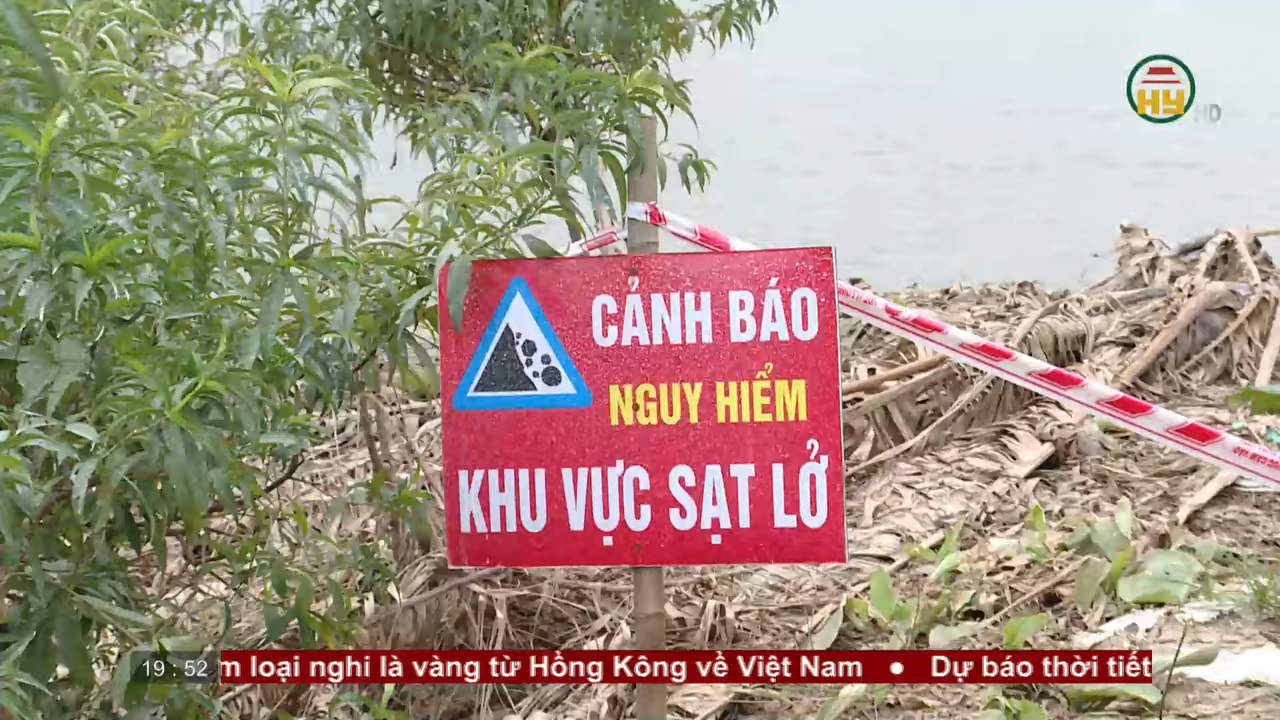 HY HD
CẢNH BÁO
NGUY HIỂM
KHU VỰC SẠT LỞ
19 : 52
m loại nghi là vàng từ Hồng Kông về Việt Nam • Dự báo thời tiết